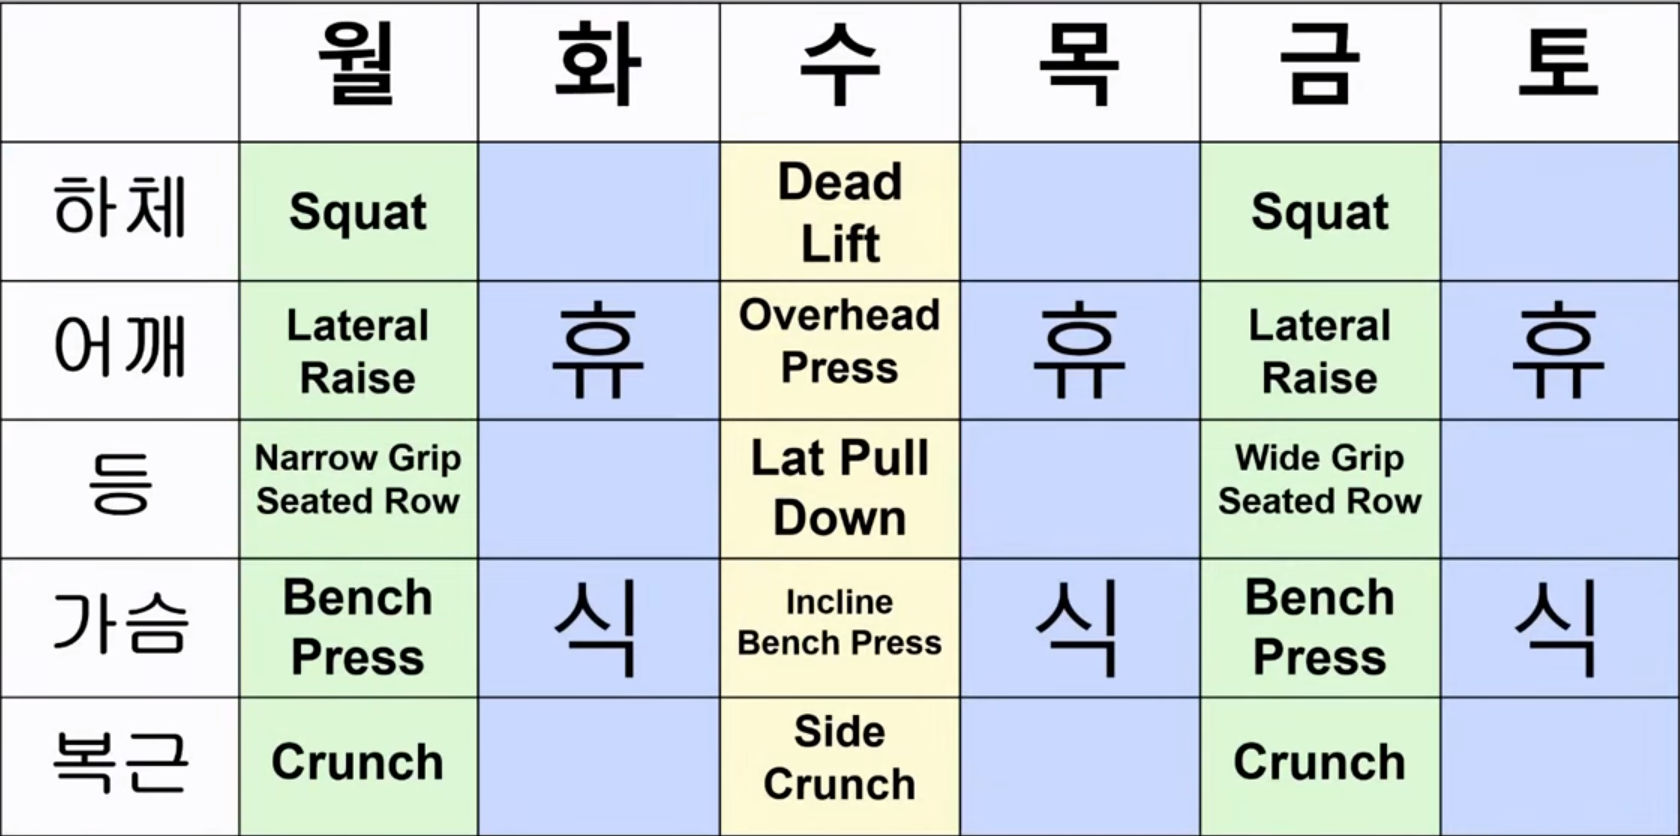 월 화 수 목 금 토
하체 Squat Dead Lift Squat
어깨 Lateral Raise 휴 Overhead Press 휴 Lateral Raise 휴
등 Narrow Grip Seated Row Lat Pull Down Wide Grip Seated Row
가슴 Bench Press 식 Incline Bench Press 식 Bench Press 식
복근 Crunch Side Crunch Crunch